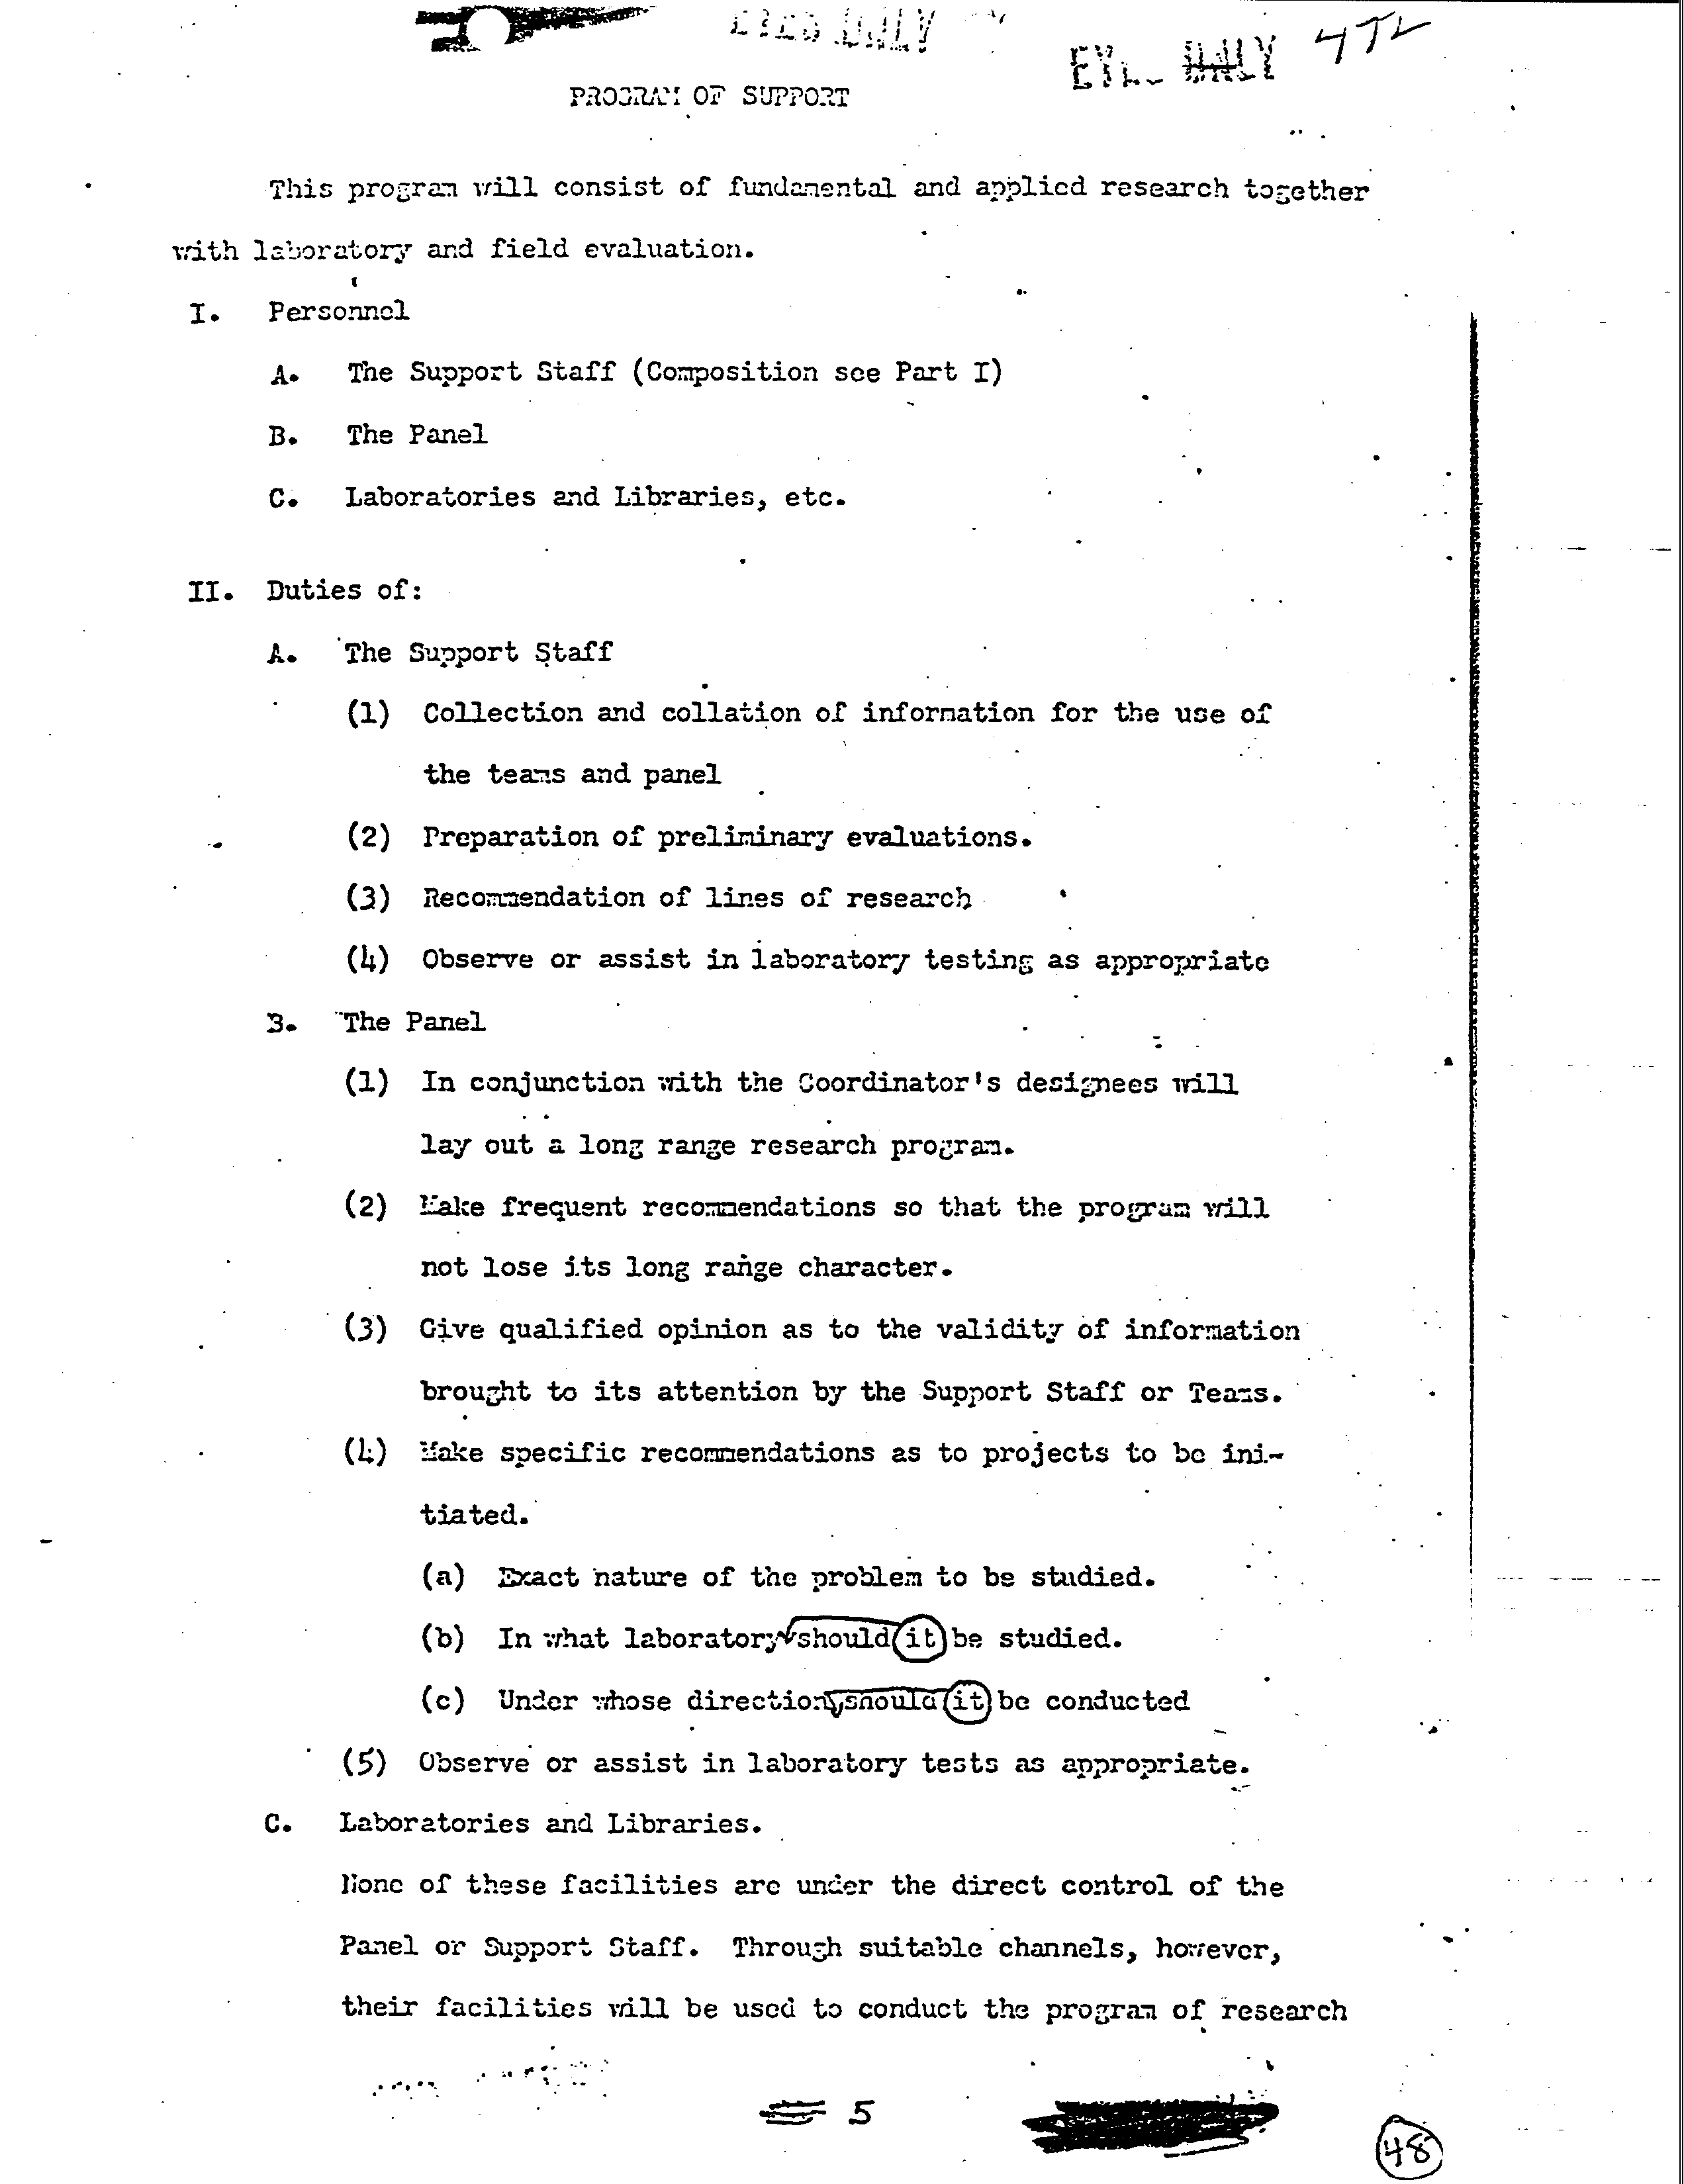 EYES ONLY
ONLY
PROGRAM OF SUPPORT
This program will consist of fundamental and applied research together
with laboratory and field evaluation.
I. Personnel
A. The Support Staff (Composition see Part I)
B. The Panel
C. Laboratories and Libraries, etc.
II. Duties of:
A. The Support Staff
(1) Collection and collation of information for the use of
the teams and panel
(2) Preparation of preliminary evaluations.
(3) Recommendation of lines of research
(4) Observe or assist in laboratory testing as appropriate
B. The Panel
(1) In conjunction with the Coordinator's designees will
lay out a long range research program.
(2) Make frequent recommendations so that the program will
not lose its long range character.
(3) Give qualified opinion as to the validity of information
brought to its attention by the Support Staff or Teams.
(4) Make specific recommendations as to projects to be ini-
tiated.
(a) Exact nature of the problem to be studied.
(b) In what laboratory should it be studied.
(c) Under whose direction should it be conducted
(5) Observe or assist in laboratory tests as appropriate.
C. Laboratories and Libraries.
None of these facilities are under the direct control of the
Panel or Support Staff. Through suitable channels, however,
their facilities will be used to conduct the program of research
5
48